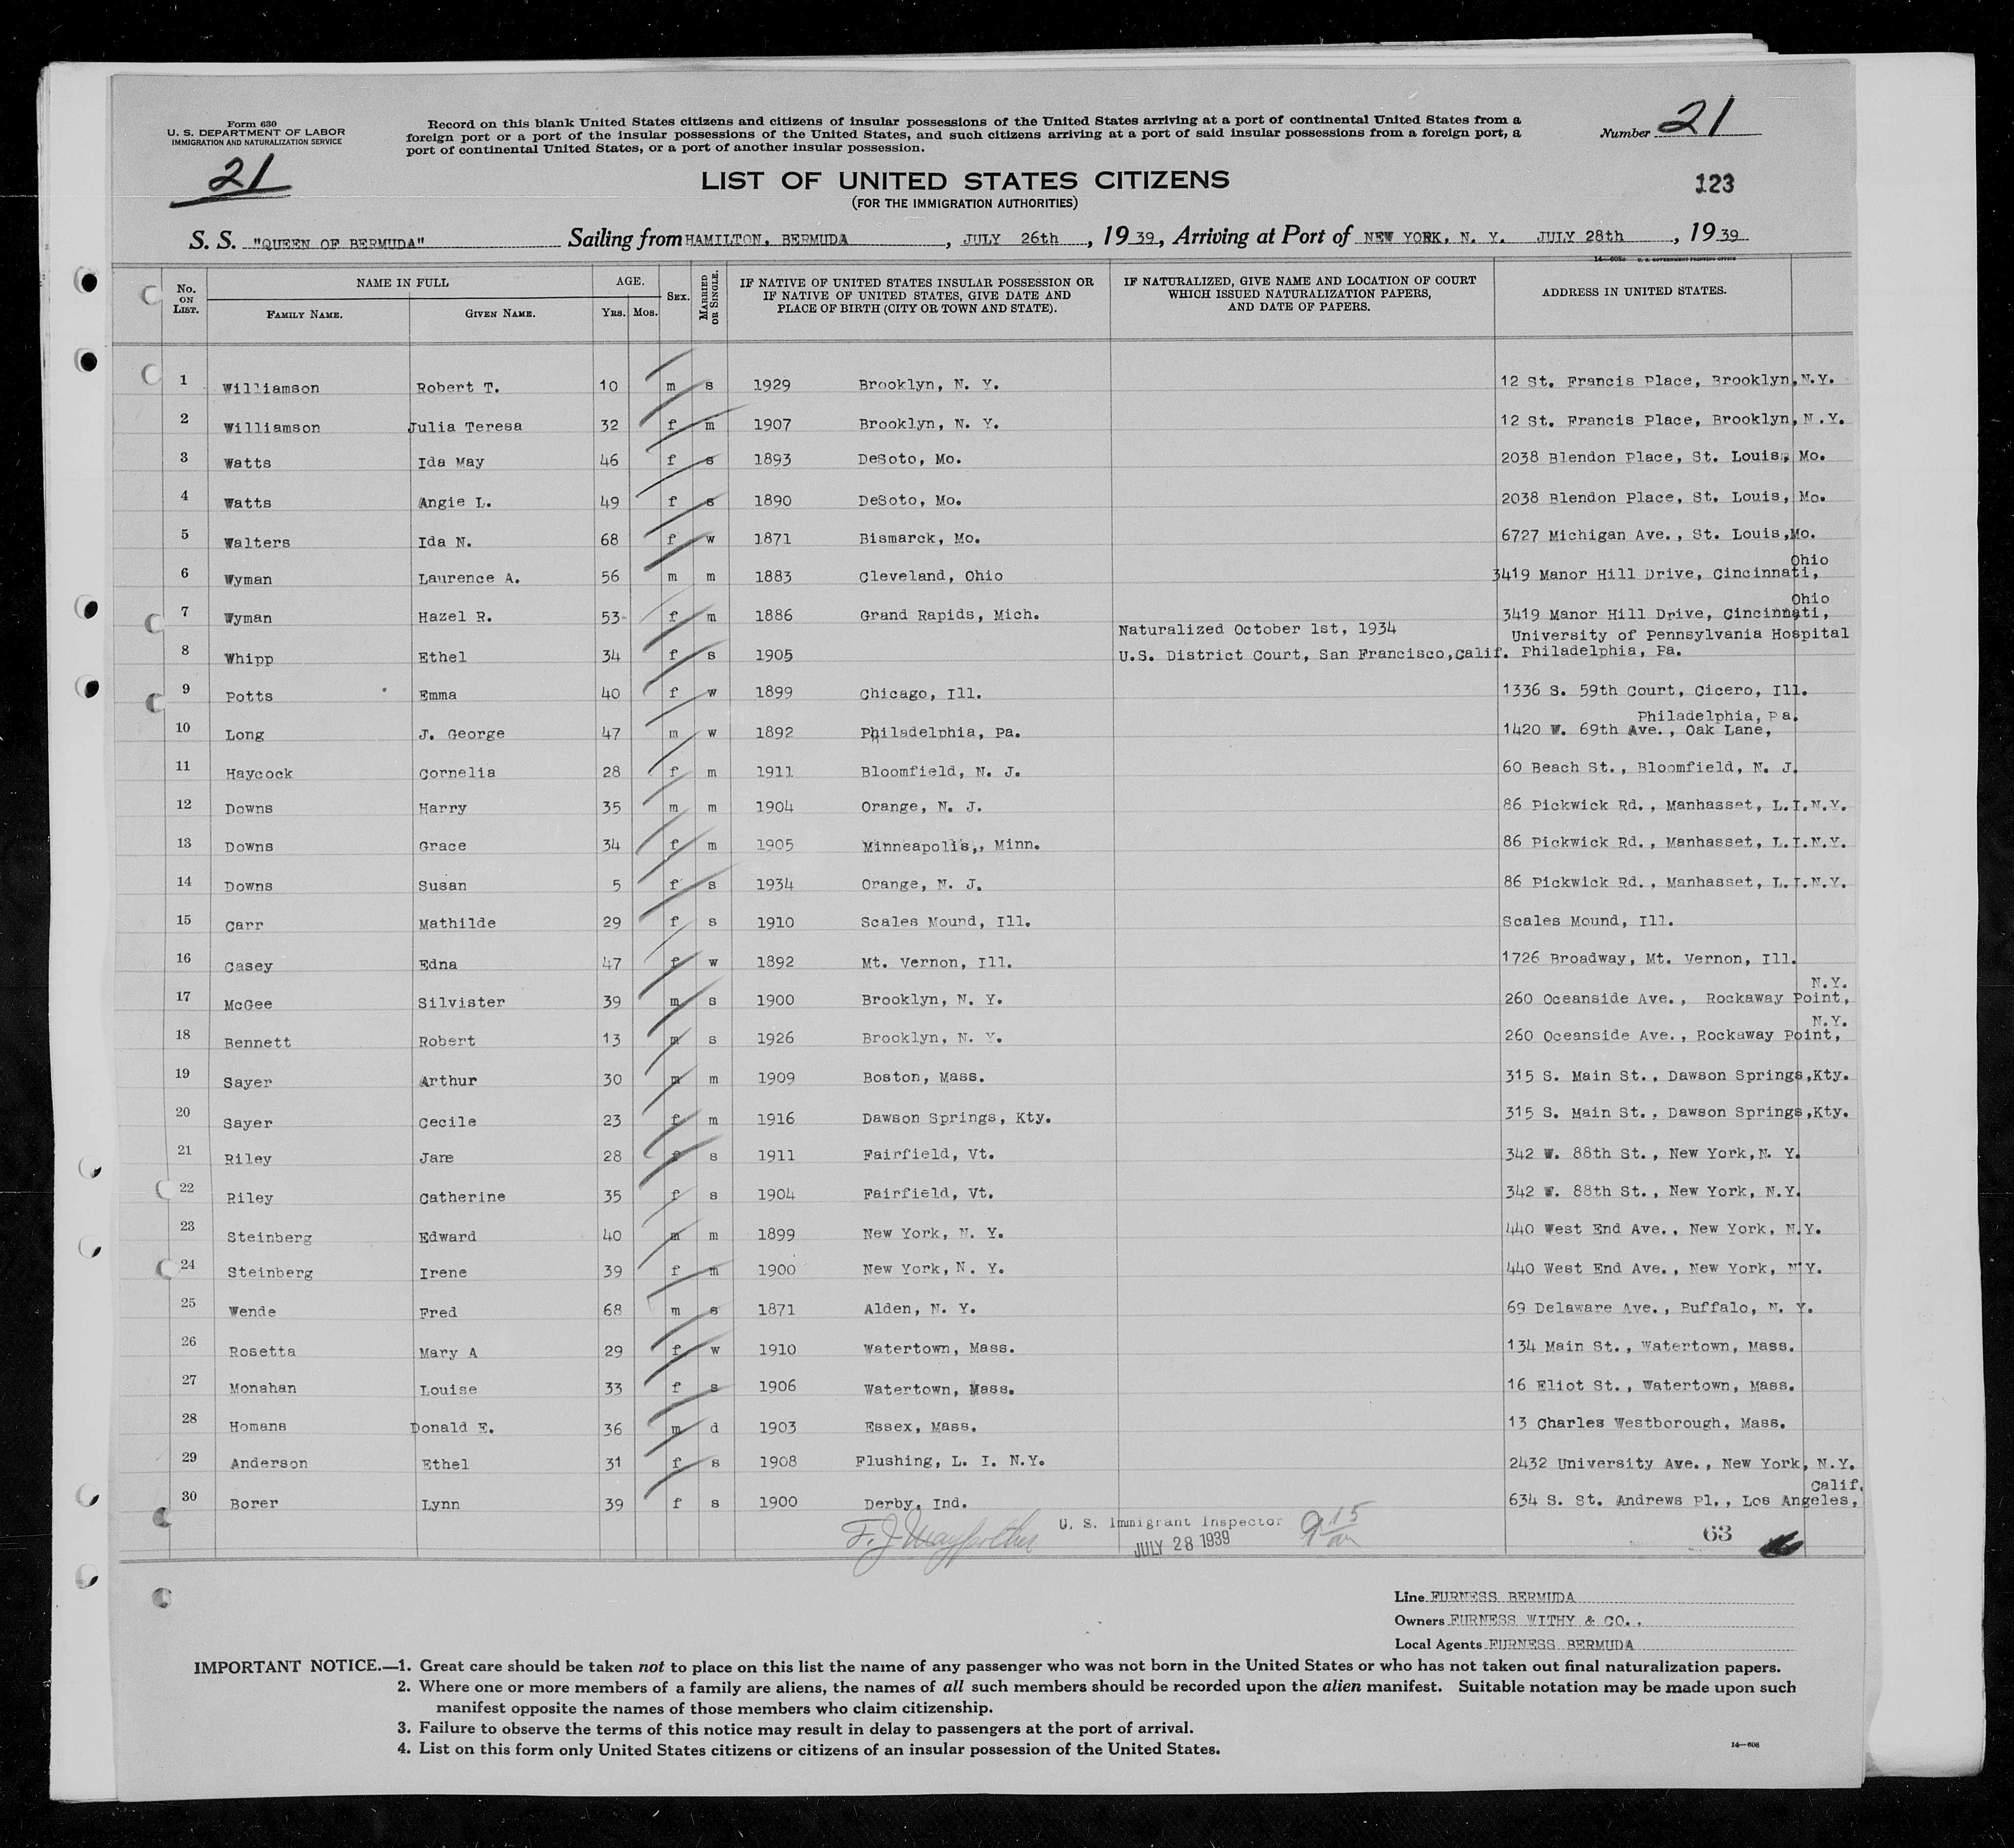 Form 630
U. S. DEPARTMENT OF LABOR
IMMIGRATION AND NATURALIZATION SERVICE
21
Record on this blank United States citizens and citizens of insular possessions of the United States arriving at a port of continental United States from a
foreign port or a port of the insular possessions of the United States, and such citizens arriving at a port of said insular possessions from a foreign port, a
port of continental United States, or a port of another insular possession.
Number 21
LIST OF UNITED STATES CITIZENS
(FOR THE IMMIGRATION AUTHORITIES)
123
S. S. "QUEEN OF BERMUDA" Sailing from HAMILTON, BERMUDA, JULY 26th, 1939, Arriving at Port of NEW YORK, N. Y. JULY 28th, 1939
14—608c U. S. GOVERNMENT PRINTING OFFICE
No. ON LIST. NAME IN FULL FAMILY NAME. GIVEN NAME. AGE. YRS. MOS. SEX. MARRIED OR SINGLE. IF NATIVE OF UNITED STATES INSULAR POSSESSION OR IF NATIVE OF UNITED STATES, GIVE DATE AND PLACE OF BIRTH (CITY OR TOWN AND STATE). IF NATURALIZED, GIVE NAME AND LOCATION OF COURT WHICH ISSUED NATURALIZATION PAPERS, AND DATE OF PAPERS. ADDRESS IN UNITED STATES.
1 Williamson Robert T. 10 m s 1929 Brooklyn, N. Y. 12 St. Francis Place, Brooklyn, N.Y.
2 Williamson Julia Teresa 32 f m 1907 Brooklyn, N. Y. 12 St. Francis Place, Brooklyn, N.Y.
3 Watts Ida May 46 f s 1893 DeSoto, Mo. 2038 Blendon Place, St. Louis, Mo.
4 Watts Angie L. 49 f s 1890 DeSoto, Mo. 2038 Blendon Place, St. Louis, Mo.
5 Walters Ida N. 68 f w 1871 Bismarck, Mo. 6727 Michigan Ave., St. Louis, Mo.
6 Wyman Laurence A. 56 m m 1883 Cleveland, Ohio 3419 Manor Hill Drive, Cincinnati, Ohio
7 Wyman Hazel R. 53 f m 1886 Grand Rapids, Mich. 3419 Manor Hill Drive, Cincinnati, Ohio
Naturalized October 1st, 1934 University of Pennsylvania Hospital
8 Whipp Ethel 34 f s 1905 U.S. District Court, San Francisco, Calif. Philadelphia, Pa.
9 Potts Emma 40 f w 1899 Chicago, Ill. 1336 S. 59th Court, Cicero, Ill.
10 Long J. George 47 m w 1892 Philadelphia, Pa. 1420 W. 69th Ave., Oak Lane, Philadelphia, Pa.
11 Haycock Cornelia 28 f m 1911 Bloomfield, N. J. 60 Beach St., Bloomfield, N. J.
12 Downs Harry 35 m m 1904 Orange, N. J. 86 Pickwick Rd., Manhasset, L.I.N.Y.
13 Downs Grace 34 f m 1905 Minneapolis,, Minn. 86 Pickwick Rd., Manhasset, L.I.N.Y.
14 Downs Susan 5 f s 1934 Orange, N. J. 86 Pickwick Rd., Manhasset, L.I.N.Y.
15 Carr Mathilde 29 f s 1910 Scales Mound, Ill. Scales Mound, Ill.
16 Casey Edna 47 f w 1892 Mt. Vernon, Ill. 1726 Broadway, Mt. Vernon, Ill.
17 McGee Silvister 39 m s 1900 Brooklyn, N. Y. 260 Oceanside Ave., Rockaway Point, N.Y.
18 Bennett Robert 13 m s 1926 Brooklyn, N. Y. 260 Oceanside Ave., Rockaway Point, N.Y.
19 Sayer Arthur 30 m m 1909 Boston, Mass. 315 S. Main St., Dawson Springs, Kty.
20 Sayer Cecile 23 f m 1916 Dawson Springs, Kty. 315 S. Main St., Dawson Springs, Kty.
21 Riley Jane 28 f s 1911 Fairfield, Vt. 342 W. 88th St., New York, N. Y.
22 Riley Catherine 35 f s 1904 Fairfield, Vt. 342 W. 88th St., New York, N.Y.
23 Steinberg Edward 40 m m 1899 New York, N. Y. 440 West End Ave., New York, N.Y.
24 Steinberg Irene 39 f m 1900 New York, N. Y. 440 West End Ave., New York, N.Y.
25 Wende Fred 68 m s 1871 Alden, N. Y. 69 Delaware Ave., Buffalo, N. Y.
26 Rosetta Mary A 29 f w 1910 Watertown, Mass. 134 Main St., Watertown, Mass.
27 Monahan Louise 33 f s 1906 Watertown, Mass. 16 Eliot St., Watertown, Mass.
28 Homans Donald E. 36 m d 1903 Essex, Mass. 13 Charles Westborough, Mass.
29 Anderson Ethel 31 f s 1908 Flushing, L. I. N.Y. 2432 University Ave., New York, N.Y.
30 Borer Lynn 39 f s 1900 Derby, Ind. 634 S. St. Andrews Pl., Los Angeles, Calif.
F. J. U. S. Immigrant Inspector 9 15 am
JULY 28 1939
63
Line FURNESS BERMUDA
Owners FURNESS WITHY & CO.,
Local Agents FURNESS BERMUDA
IMPORTANT NOTICE.—1. Great care should be taken not to place on this list the name of any passenger who was not born in the United States or who has not taken out final naturalization papers.
2. Where one or more members of a family are aliens, the names of all such members should be recorded upon the alien manifest. Suitable notation may be made upon such
manifest opposite the names of those members who claim citizenship.
3. Failure to observe the terms of this notice may result in delay to passengers at the port of arrival.
4. List on this form only United States citizens or citizens of an insular possession of the United States.
14—608